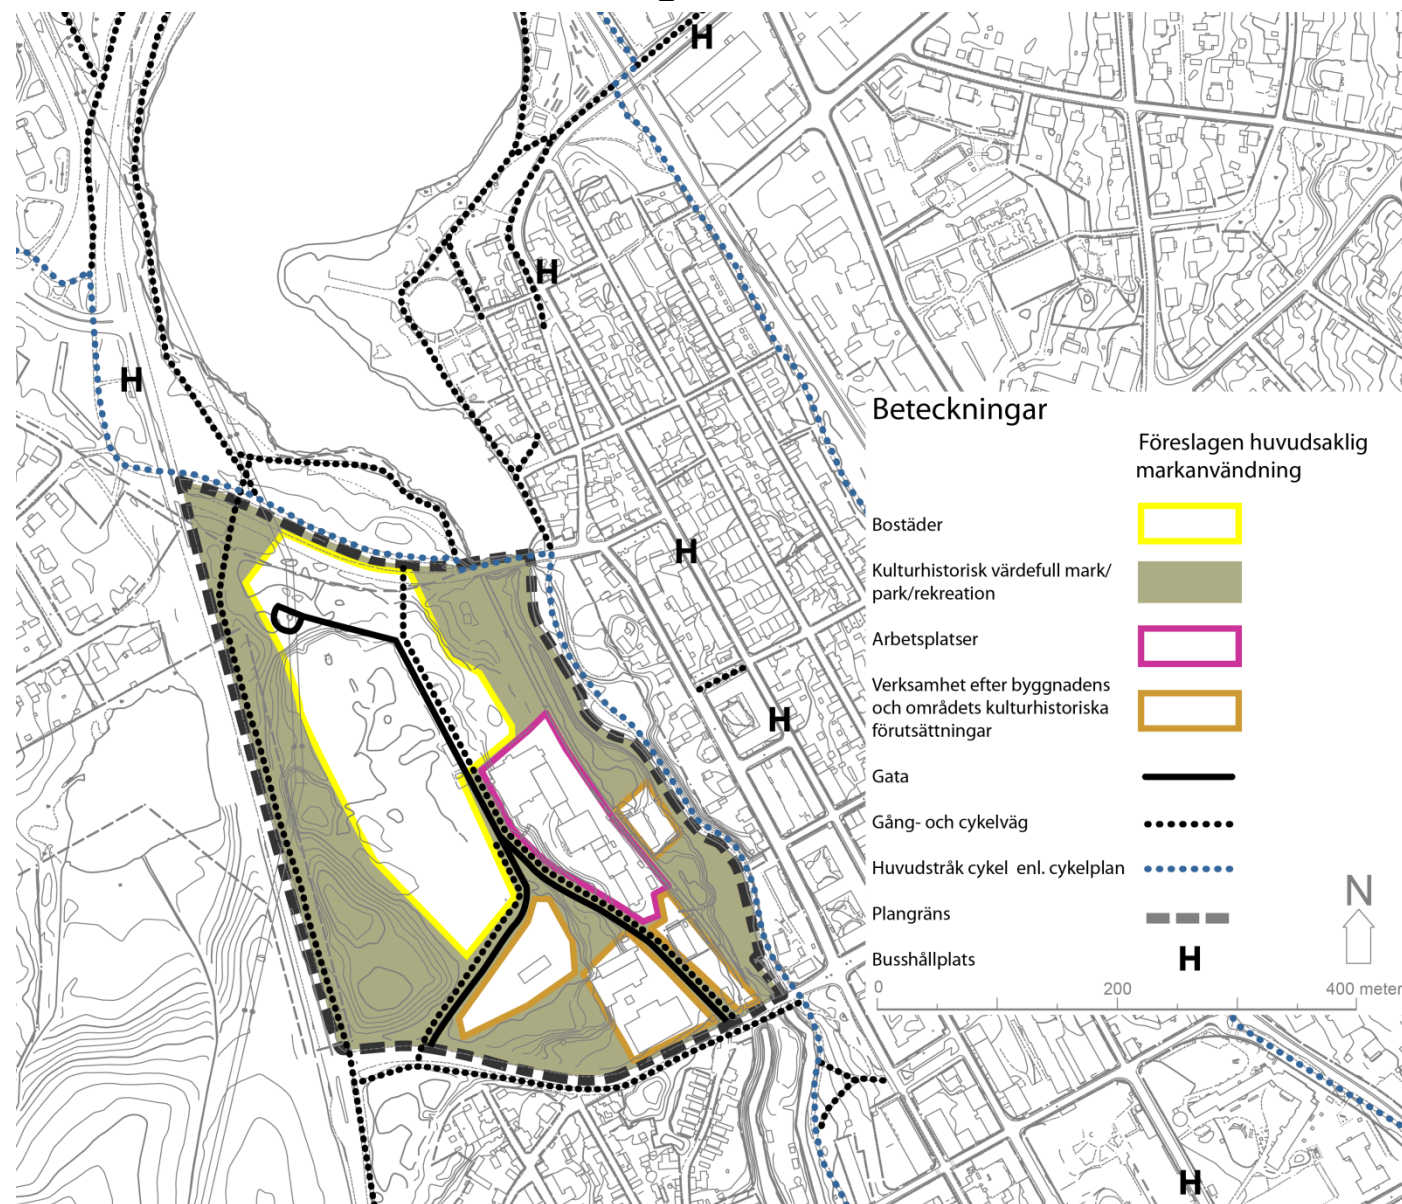 H
H
H
H
H
Beteckningar
Föreslagen huvudsaklig
markanvändning
Bostäder
Kulturhistorisk värdefull mark/
park/rekreation
Arbetsplatser
Verksamhet efter byggnadens
och områdets kulturhistoriska
förutsättningar
Gata
Gång- och cykelväg
Huvudstråk cykel enl. cykelplan
Plangräns
Busshållplats H
N
0 200 400 meter
H